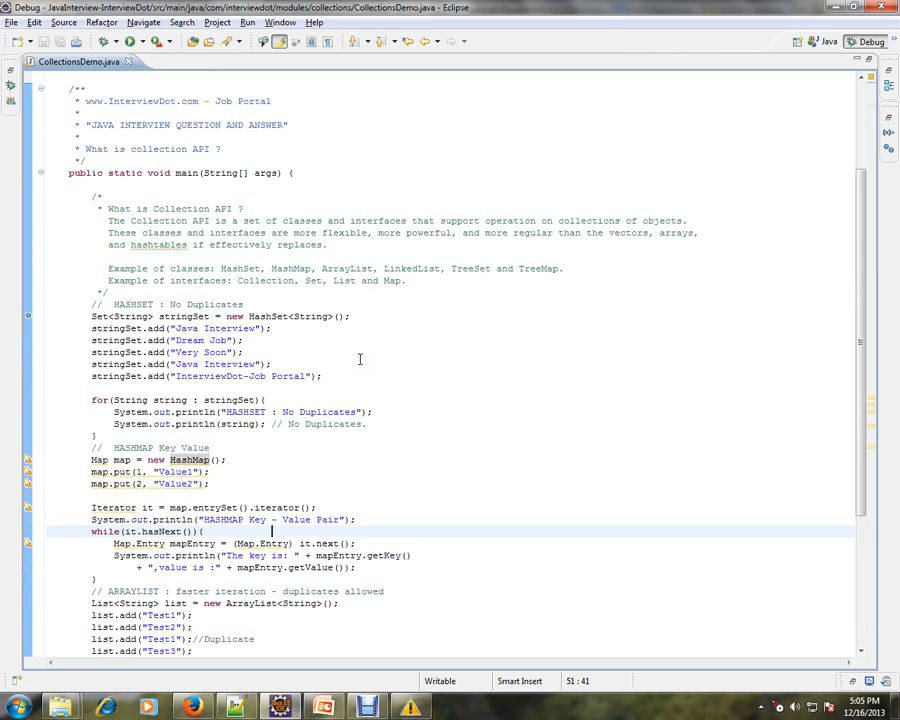 Debug - JavaInterview-InterviewDot/src/main/java/com/interviewdot/modules/collections/CollectionsDemo.java - Eclipse
File Edit Source Refactor Navigate Search Project Run Window Help
Java Debug
CollectionsDemo.java
/**
* www.InterviewDot.com - Job Portal
*
* "JAVA INTERVIEW QUESTION AND ANSWER"
*
* What is collection API ?
*/
public static void main(String[] args) {
/*
* What is Collection API ?
The Collection API is a set of classes and interfaces that support operation on collections of objects.
These classes and interfaces are more flexible, more powerful, and more regular than the vectors, arrays,
and hashtables if effectively replaces.
Example of classes: HashSet, HashMap, ArrayList, LinkedList, TreeSet and TreeMap.
Example of interfaces: Collection, Set, List and Map.
*/
// HASHSET : No Duplicates
Set<String> stringSet = new HashSet<String>();
stringSet.add("Java Interview");
stringSet.add("Dream Job");
stringSet.add("Very Soon");
stringSet.add("Java Interview");
stringSet.add("InterviewDot-Job Portal");
for(String string : stringSet){
System.out.println("HASHSET : No Duplicates");
System.out.println(string); // No Duplicates.
}
// HASHMAP Key Value
Map map = new HashMap();
map.put(1, "Value1");
map.put(2, "Value2");
Iterator it = map.entrySet().iterator();
System.out.println("HASHMAP Key - Value Pair");
while(it.hasNext()){
Map.Entry mapEntry = (Map.Entry) it.next();
System.out.println("The key is: " + mapEntry.getKey()
+ ",value is :" + mapEntry.getValue());
}
// ARRAYLIST : faster iteration - duplicates allowed
List<String> list = new ArrayList<String>();
list.add("Test1");
list.add("Test2");
list.add("Test1");//Duplicate
list.add("Test3");
Writable Smart Insert 51 : 41
5:05 PM
12/16/2013